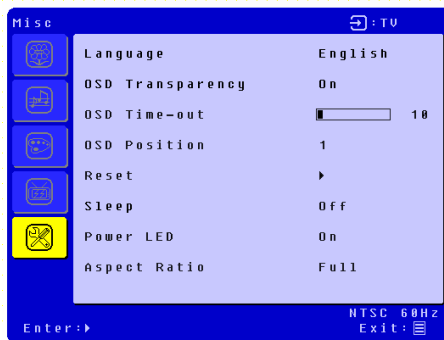 Misc : TV
Language English
OSD Transparency On
OSD Time-out 10
OSD Position 1
Reset
Sleep Off
Power LED On
Aspect Ratio Full
NTSC 60Hz
Enter: Exit: